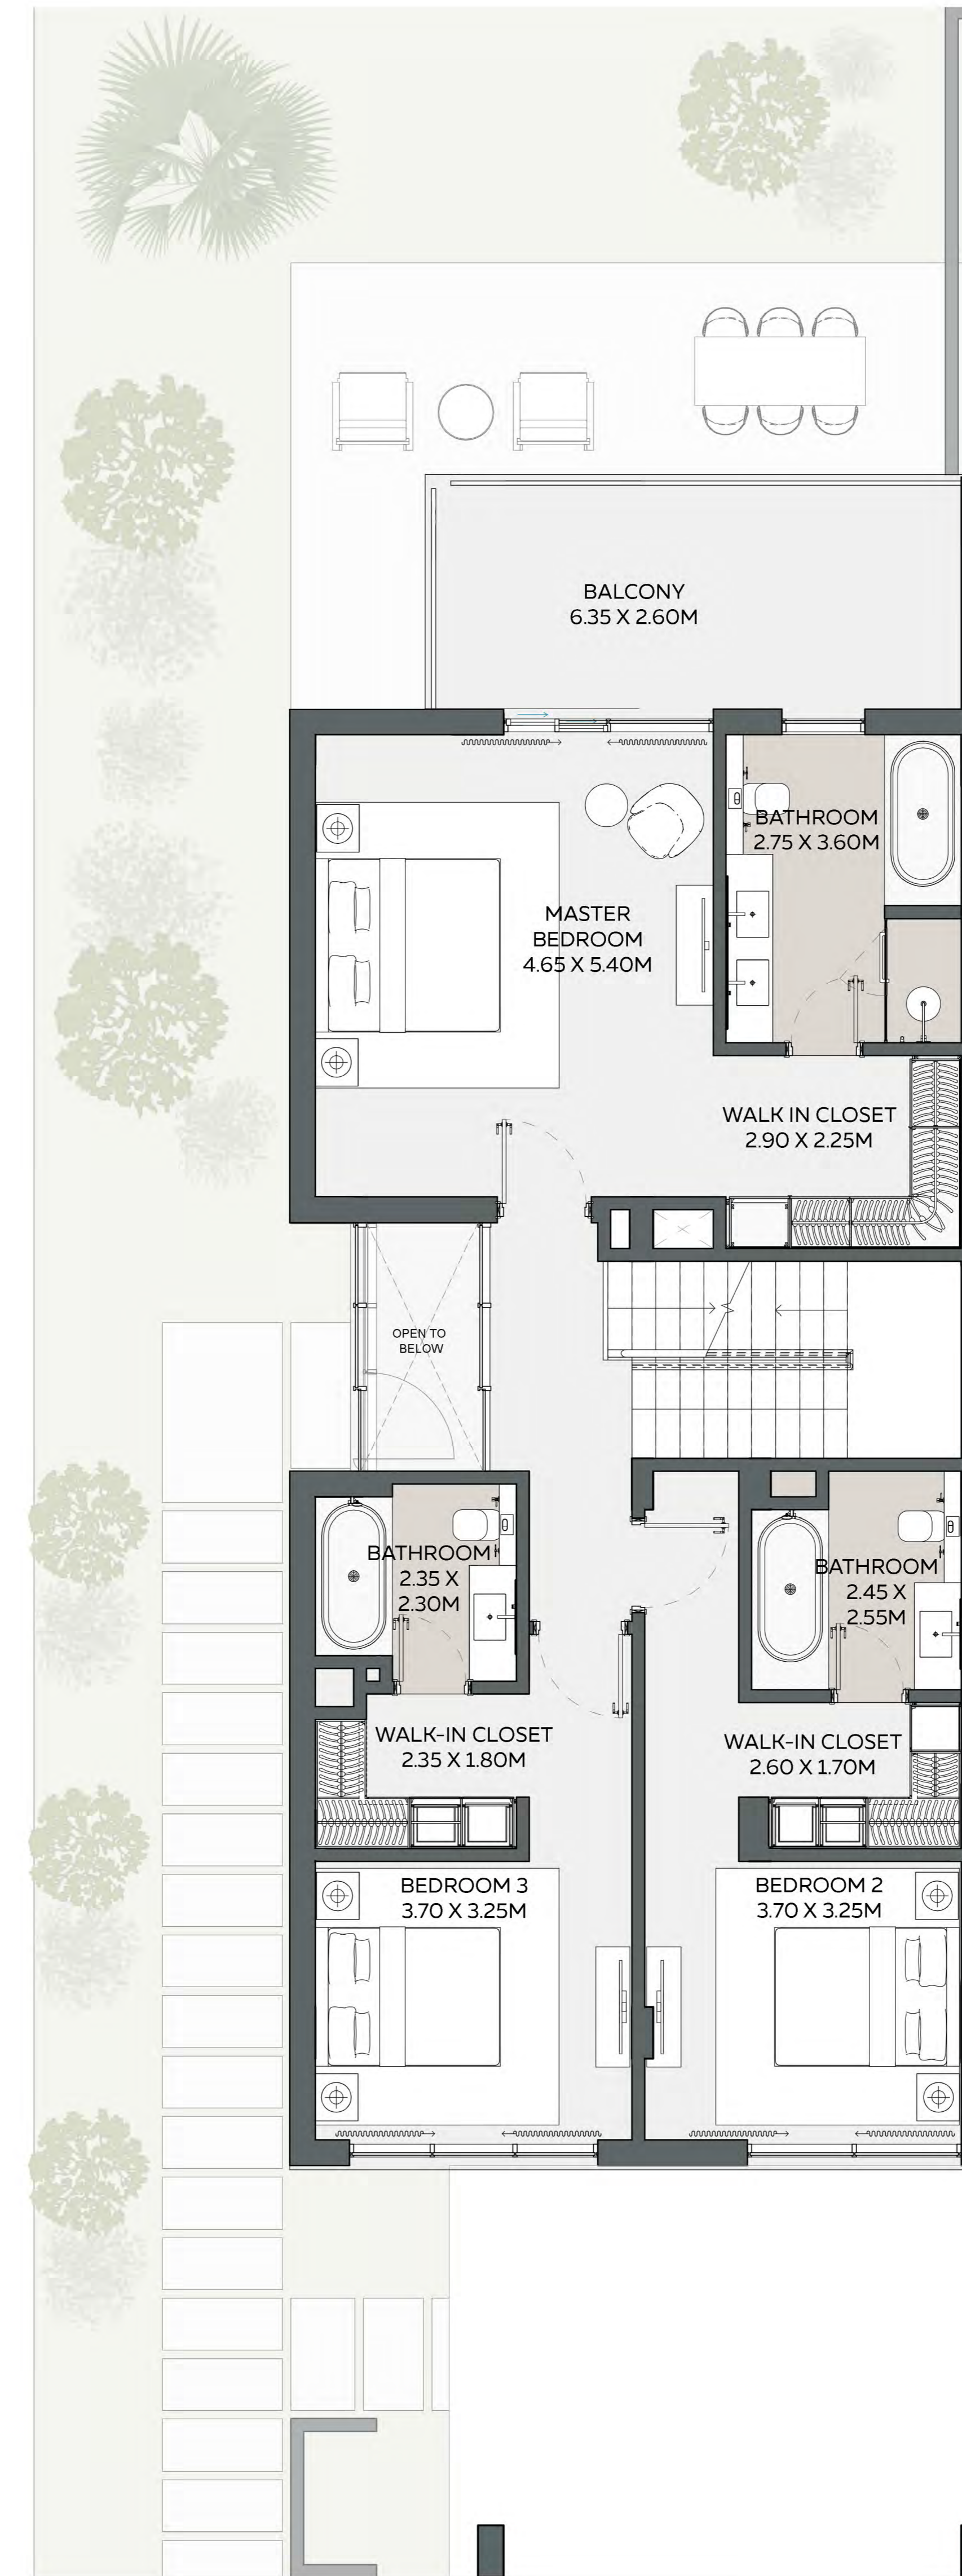 BALCONY
6.35 X 2.60M
BATHROOM
2.75 X 3.60M
MASTER
BEDROOM
4.65 X 5.40M
WALK IN CLOSET
2.90 X 2.25M
OPEN TO
BELOW
BATHROOM
2.35 X
2.30M
BATHROOM
2.45 X
2.55M
WALK-IN CLOSET
2.35 X 1.80M
WALK-IN CLOSET
2.60 X 1.70M
BEDROOM 3
3.70 X 3.25M
BEDROOM 2
3.70 X 3.25M